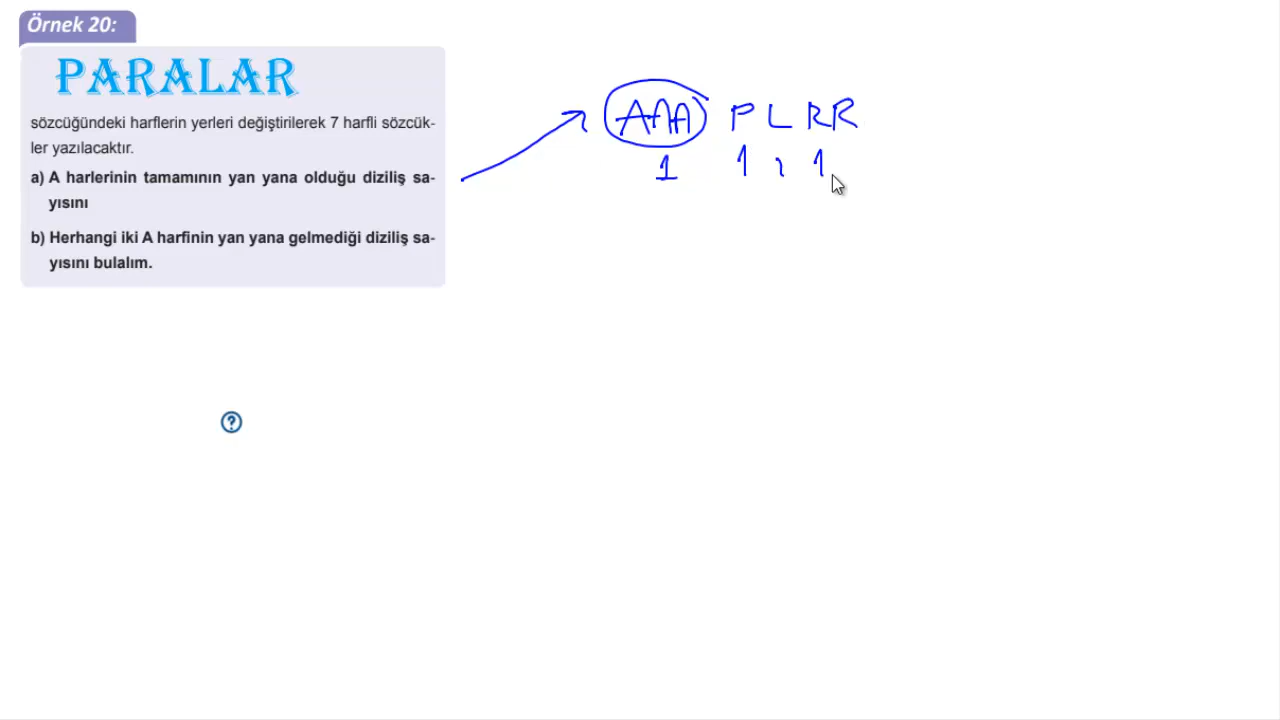 Örnek 20:
PARALAR
sözcüğündeki harflerin yerleri değiştirilerek 7 harfli sözcük-
ler yazılacaktır.
a) A harlerinin tamamının yan yana olduğu diziliş sa-
yısını
b) Herhangi iki A harfinin yan yana gelmediği diziliş sa-
yısını bulalım.
?
AAA P L R R
1 1 1 1